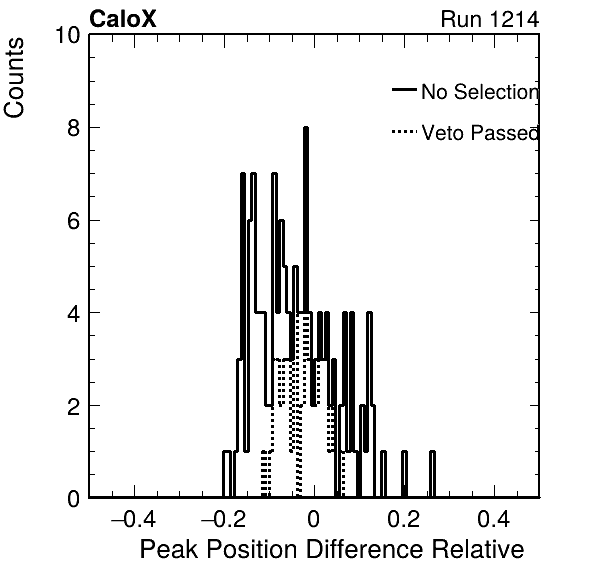 CaloX Run 1214
Counts
10
8
6
4
2
0
No Selection
Veto Passed
−0.4 −0.2 0 0.2 0.4
Peak Position Difference Relative